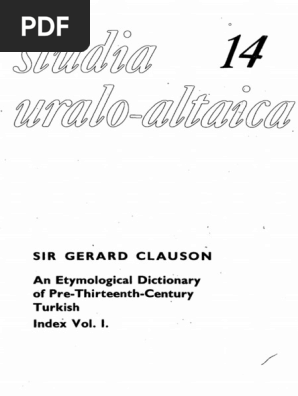 PDF
studia 14
uralo-altaica
SIR GERARD CLAUSON
An Etymological Dictionary
of Pre-Thirteenth-Century
Turkish
Index Vol. I.